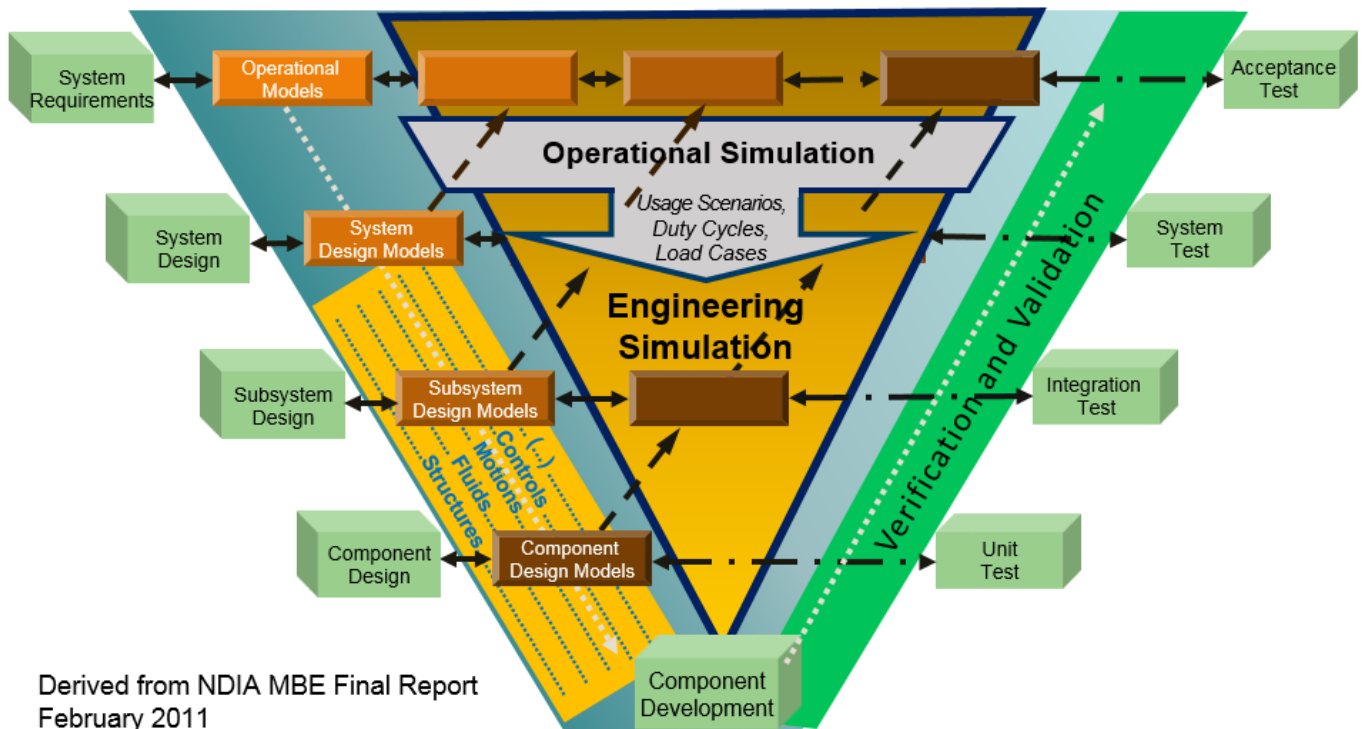 System
Requirements
Operational
Models
Acceptance
Test
Operational Simulation
Usage Scenarios,
Duty Cycles,
Load Cases
System
Design
System
Design Models
System
Test
Engineering
Simulation
Verification and Validation
Subsystem
Design
Subsystem
Design Models
Integration
Test
(...)
Controls
Motions
Fluids
Structures
Component
Design
Component
Design Models
Unit
Test
Component
Development
Derived from NDIA MBE Final Report
February 2011